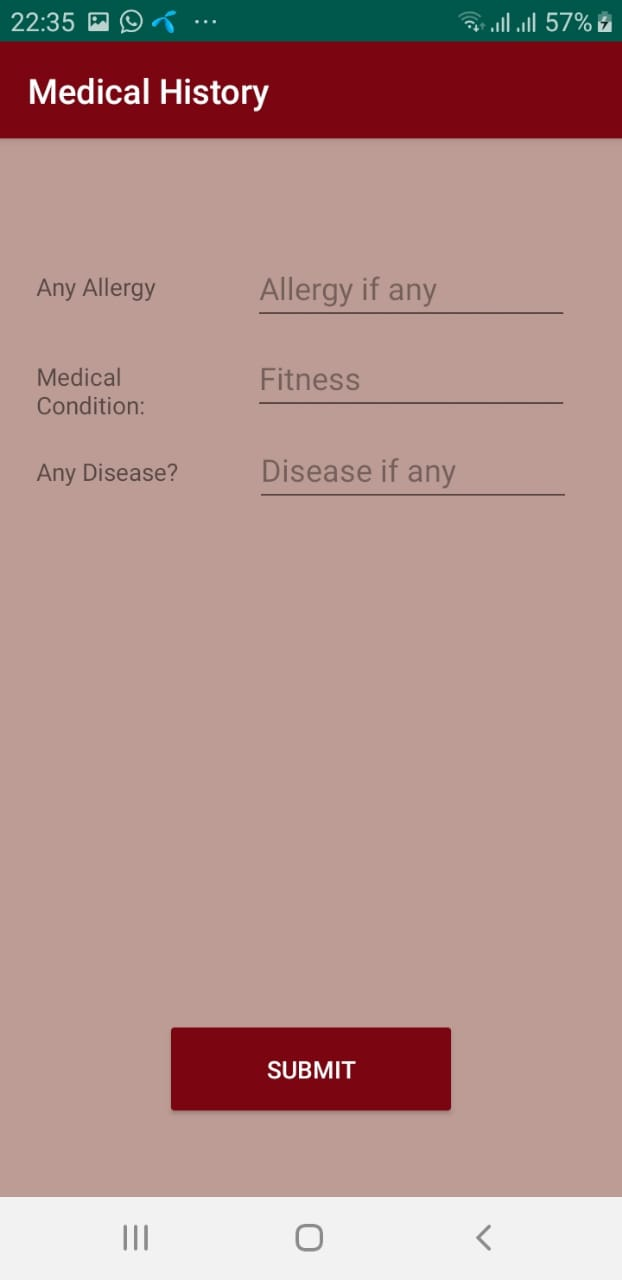 22:35 57%
Medical History
Any Allergy Allergy if any
Medical
Condition: Fitness
Any Disease? Disease if any
SUBMIT